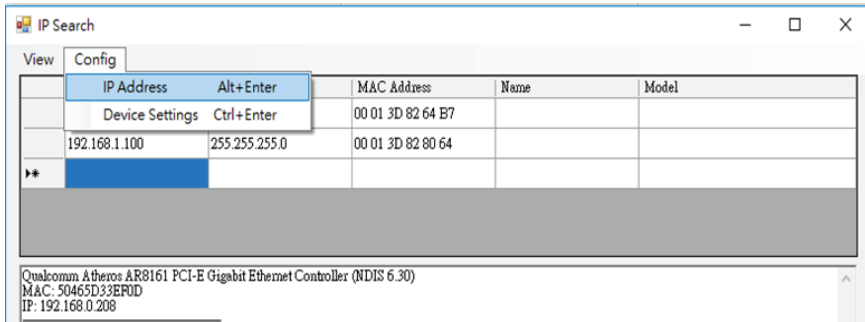 IP Search
View Config
IP Address Alt+Enter
Device Settings Ctrl+Enter
MAC Address Name Model
00 01 3D 82 64 B7
192.168.1.100 255.255.255.0 00 01 3D 82 80 64
Qualcomm Atheros AR8161 PCI-E Gigabit Ethernet Controller (NDIS 6.30)
MAC: 50465D33EF0D
IP: 192.168.0.208